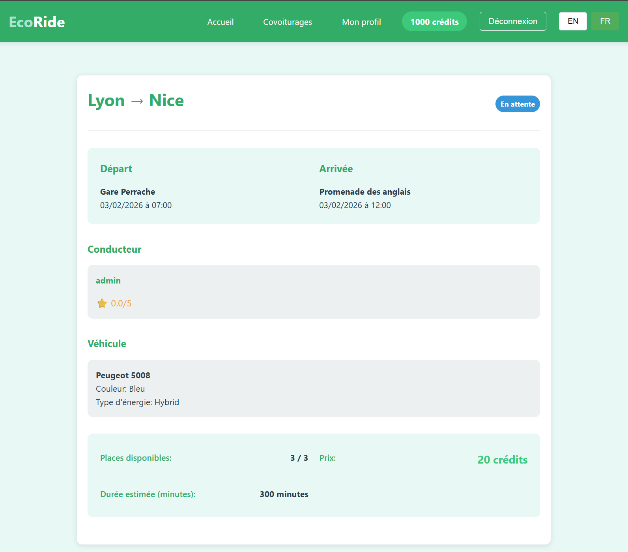 EcoRide Accueil Covoiturages Mon profil 1000 crédits Déconnexion EN FR
Lyon → Nice
En attente
Départ
Gare Perrache
03/02/2026 à 07:00
Arrivée
Promenade des anglais
03/02/2026 à 12:00
Conducteur
admin
⭐ 0.0/5
Véhicule
Peugeot 5008
Couleur: Bleu
Type d'énergie: Hybrid
Places disponibles: 3 / 3
Prix: 20 crédits
Durée estimée (minutes): 300 minutes